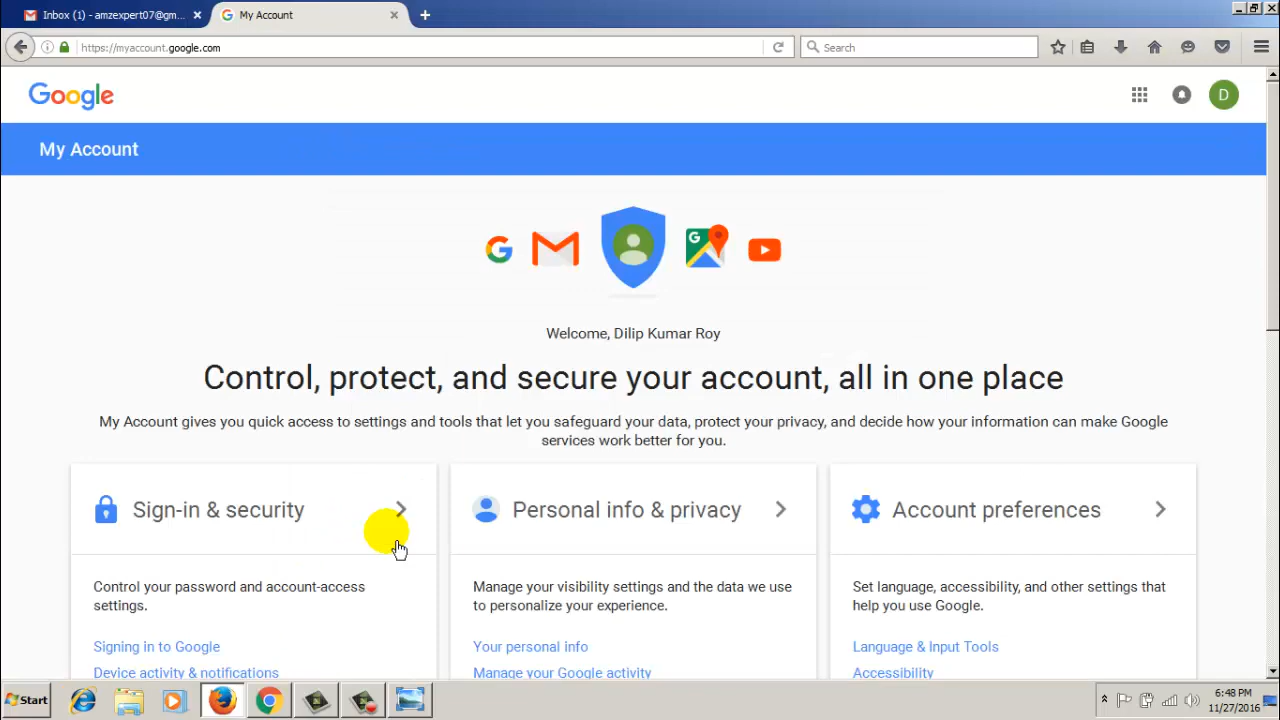 Inbox (1) - amzexpert07@gm...
My Account
https://myaccount.google.com
Search
Google
D
My Account
G
G
Welcome, Dilip Kumar Roy
Control, protect, and secure your account, all in one place
My Account gives you quick access to settings and tools that let you safeguard your data, protect your privacy, and decide how your information can make Google
services work better for you.
Sign-in & security
Personal info & privacy
Account preferences
Control your password and account-access
settings.
Manage your visibility settings and the data we use
to personalize your experience.
Set language, accessibility, and other settings that
help you use Google.
Signing in to Google
Your personal info
Language & Input Tools
Device activity & notifications
Manage your Google activity
Accessibility
Start
6:48 PM
11/27/2016